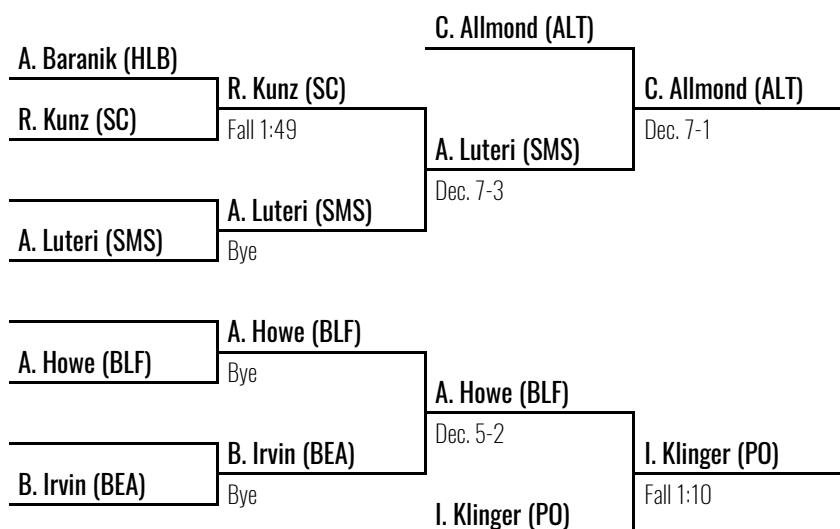 C. Allmond (ALT)
A. Baranik (HLB)
R. Kunz (SC)
C. Allmond (ALT)
R. Kunz (SC)
Fall 1:49
Dec. 7-1
A. Luteri (SMS)
Dec. 7-3
A. Luteri (SMS)
A. Luteri (SMS)
Bye
A. Howe (BLF)
A. Howe (BLF)
Bye
A. Howe (BLF)
Dec. 5-2
B. Irvin (BEA)
I. Klinger (PO)
B. Irvin (BEA)
Bye
Fall 1:10
I. Klinger (PO)